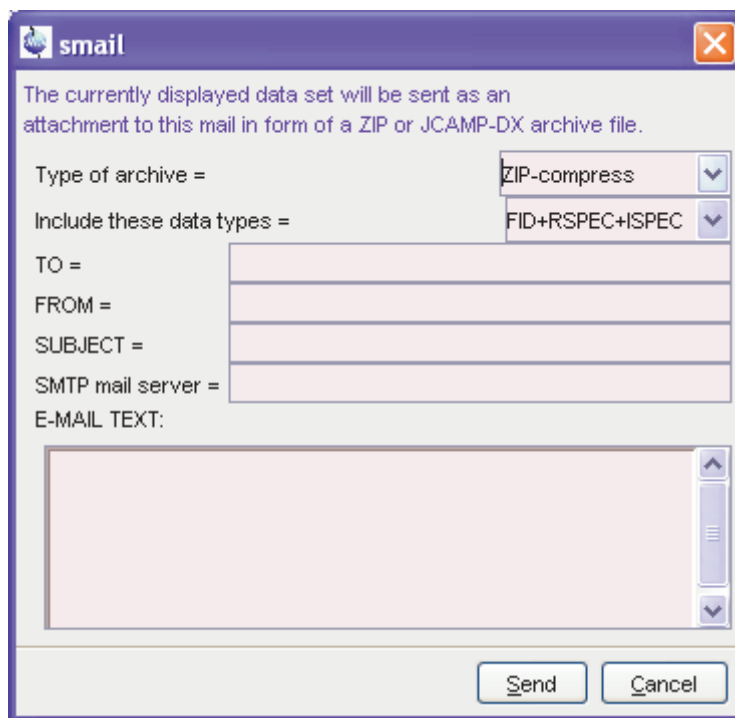 smail
The currently displayed data set will be sent as an
attachment to this mail in form of a ZIP or JCAMP-DX archive file.
Type of archive = ZIP-compress
Include these data types = FID+RSPEC+ISPEC
TO =
FROM =
SUBJECT =
SMTP mail server =
E-MAIL TEXT:
Send Cancel